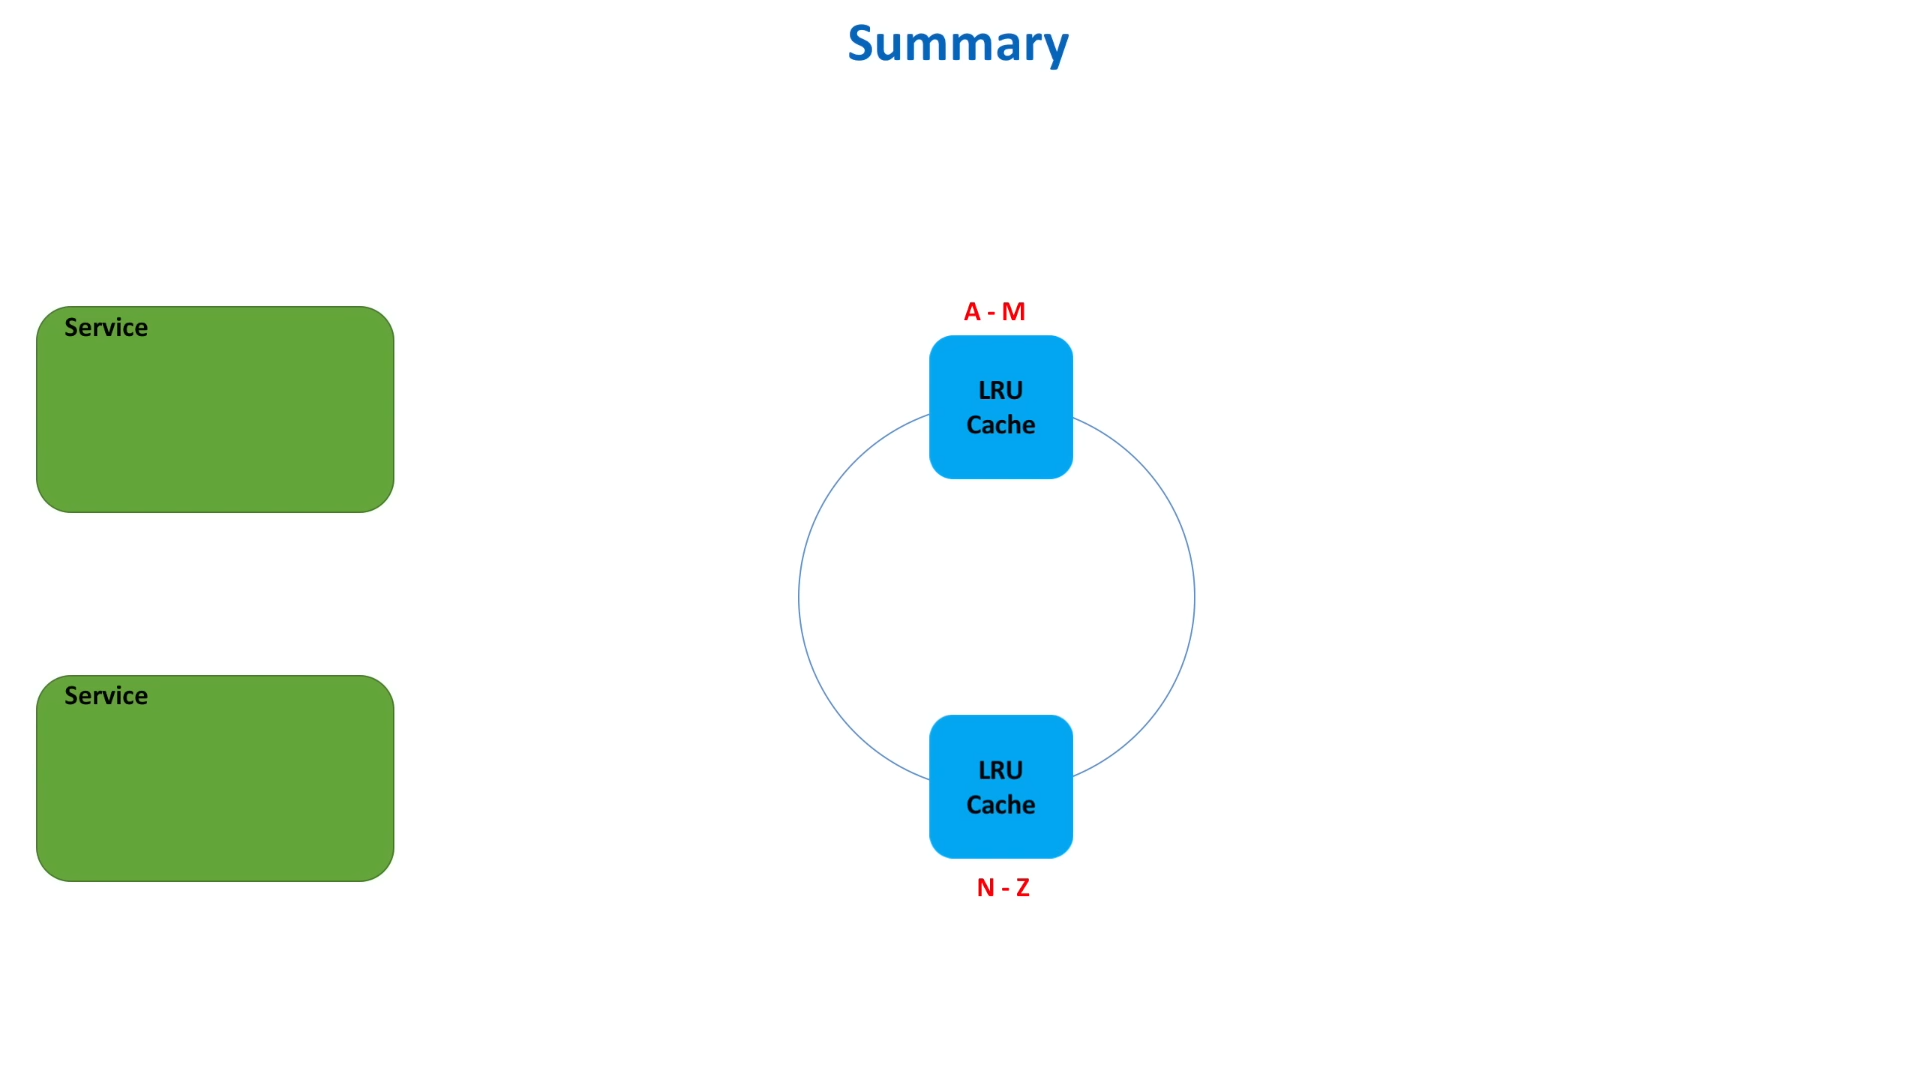 Summary
Service
A - M
LRU
Cache
Service
LRU
Cache
N - Z